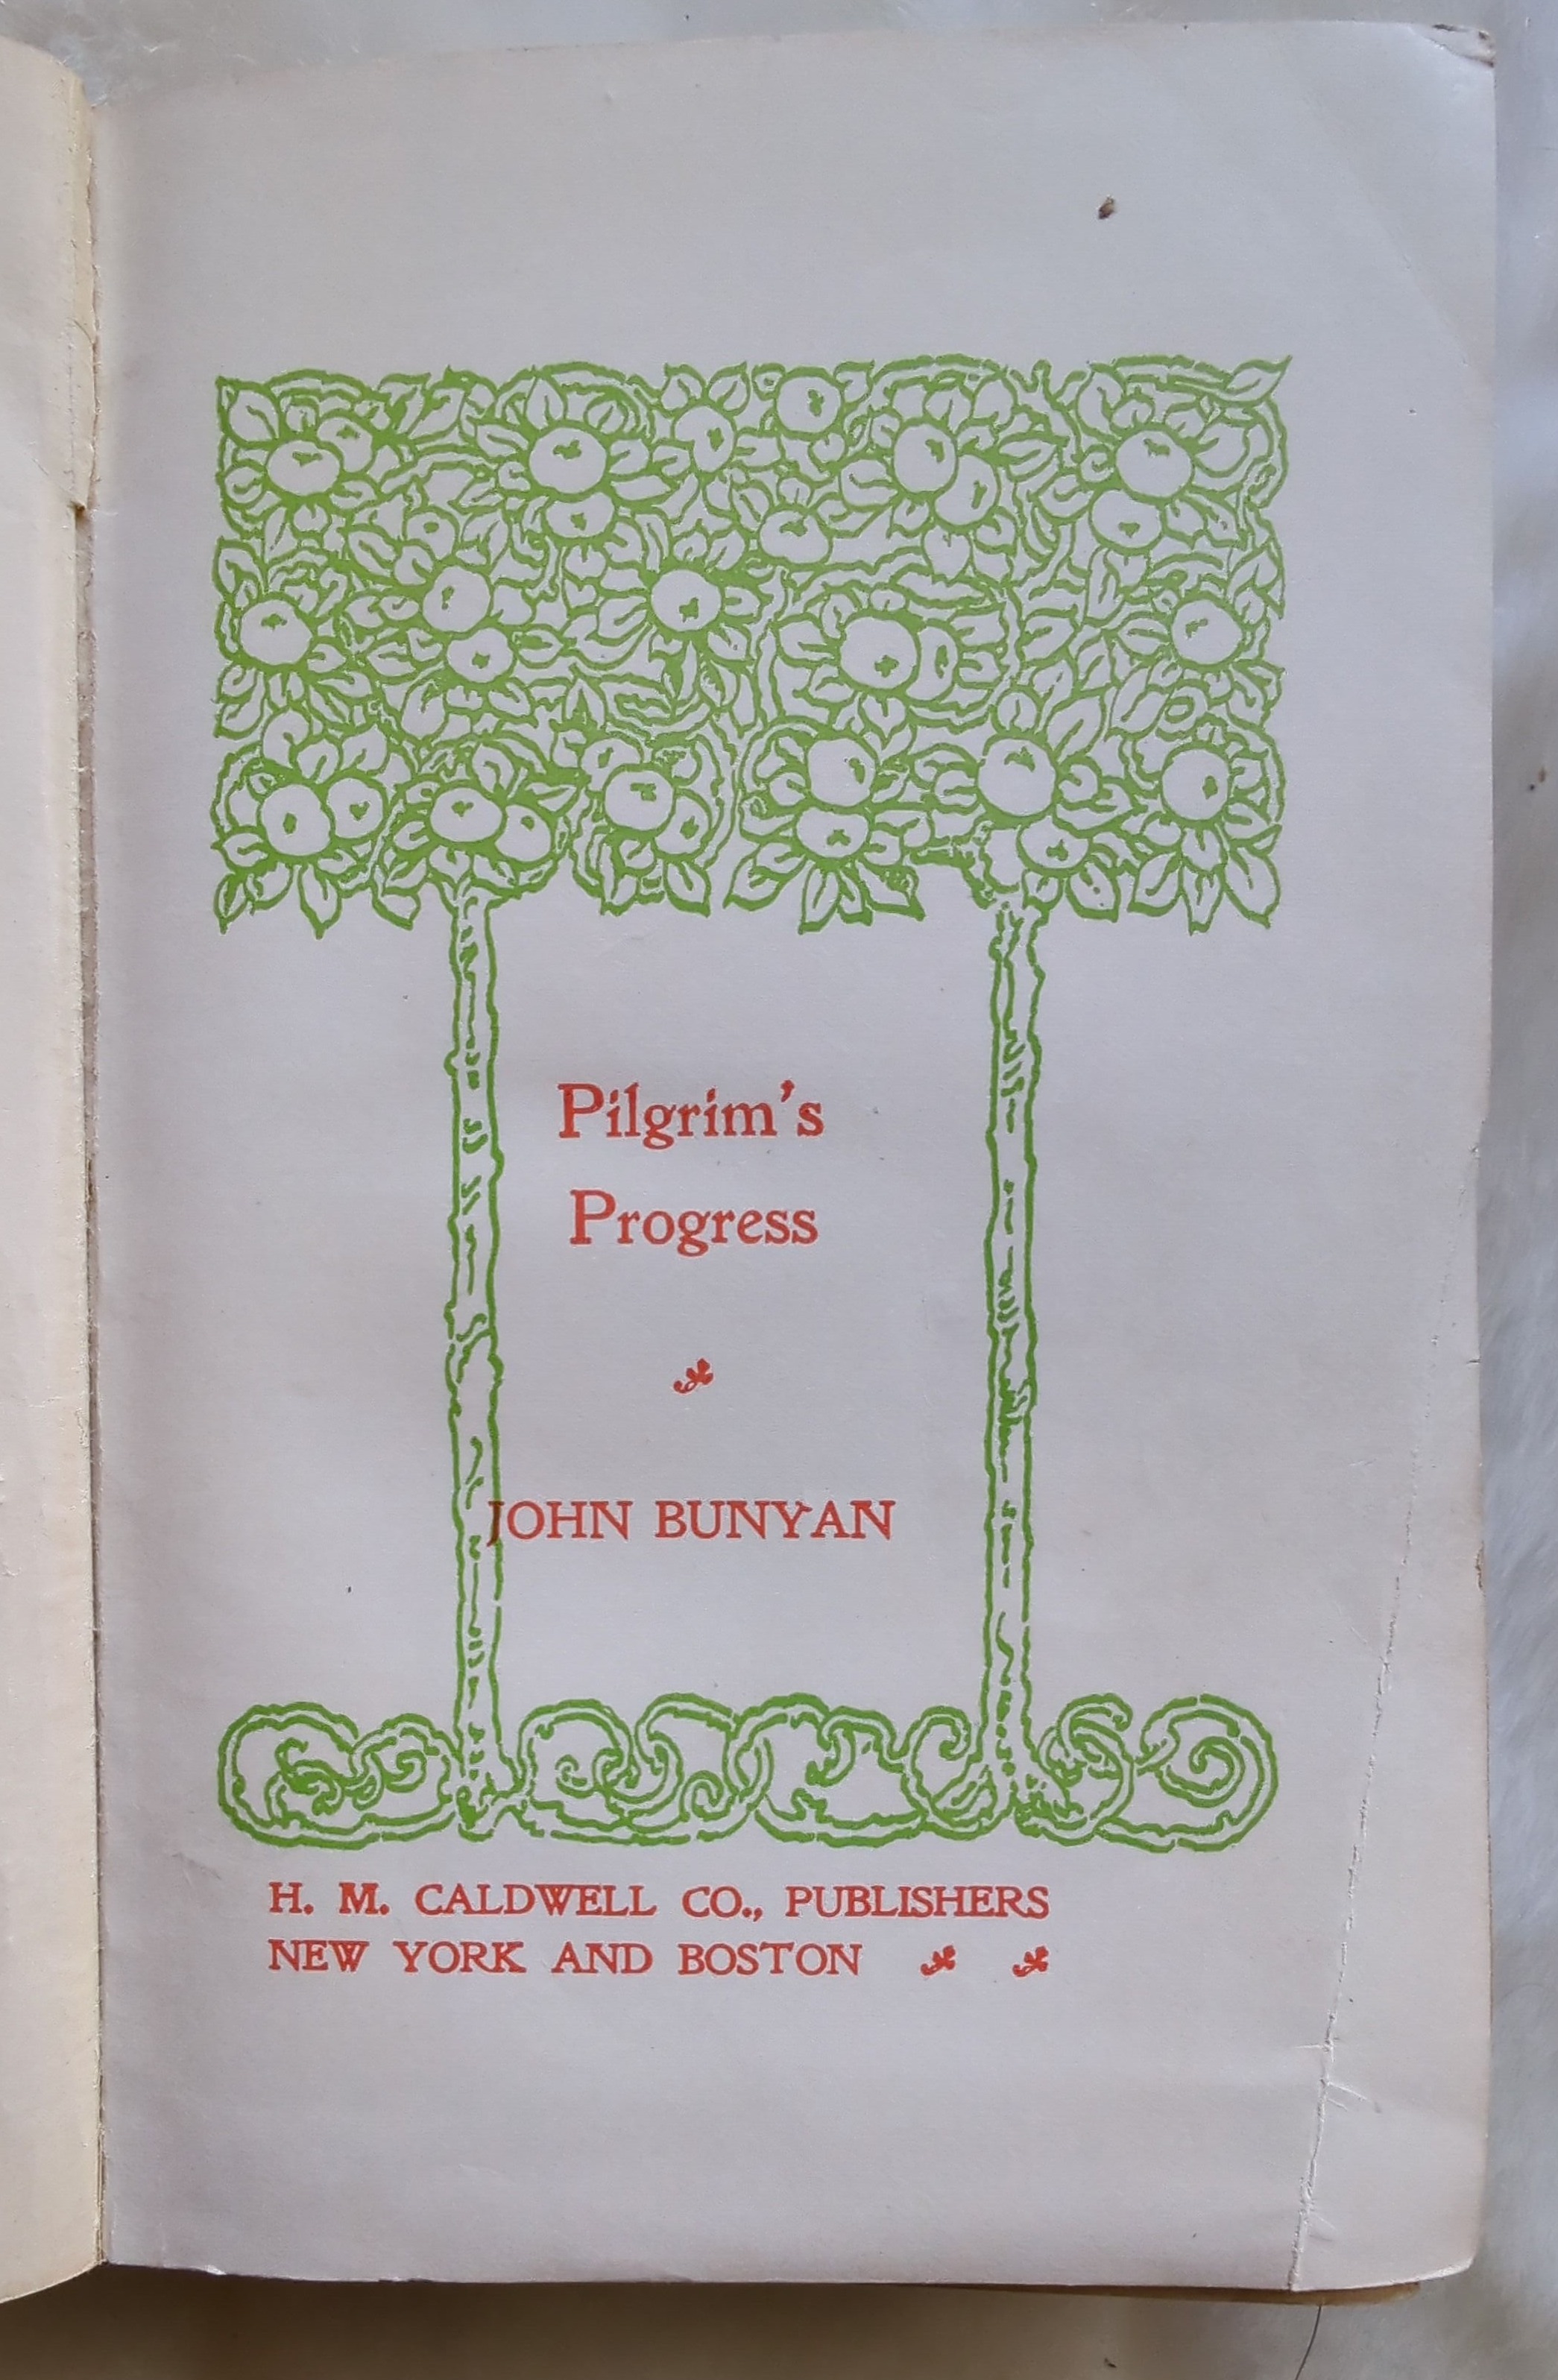 Pilgrim's
Progress
JOHN BUNYAN
H. M. CALDWELL CO., PUBLISHERS
NEW YORK AND BOSTON